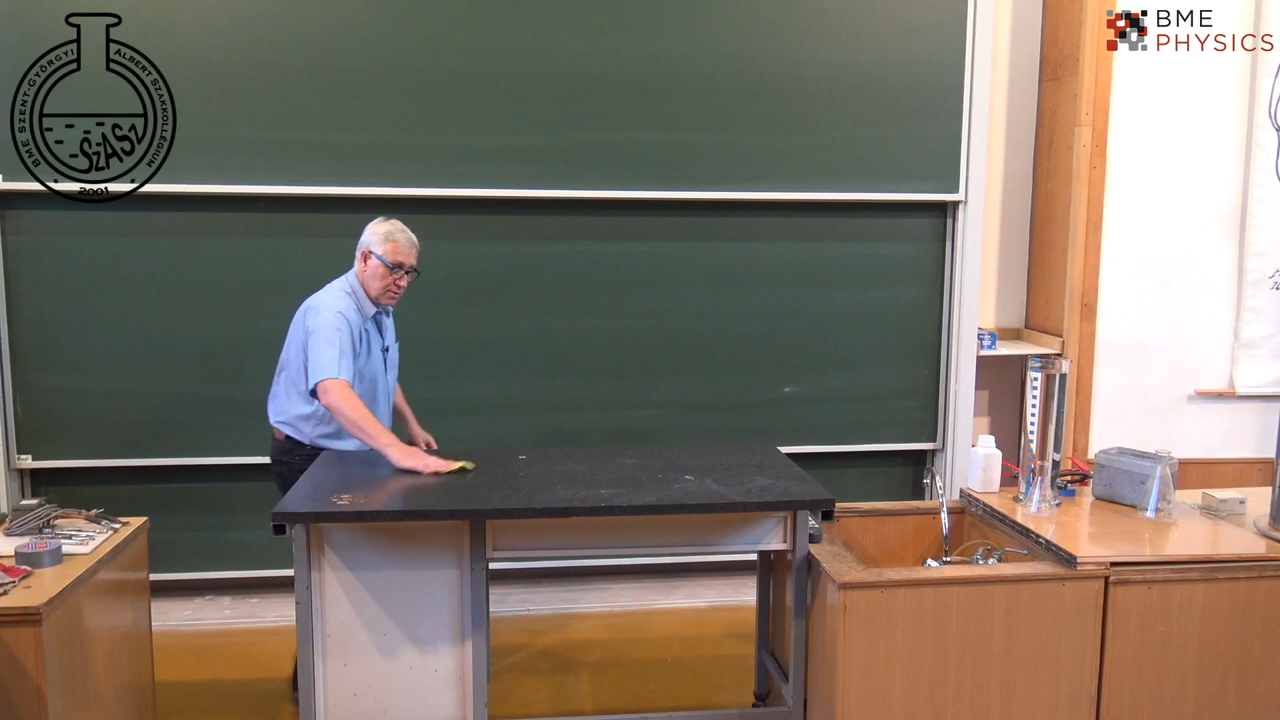 BME SZENT-GYÖRGYI ALBERT SZAKKOLLÉGIUM
SZASZ
2001
BME
PHYSICS